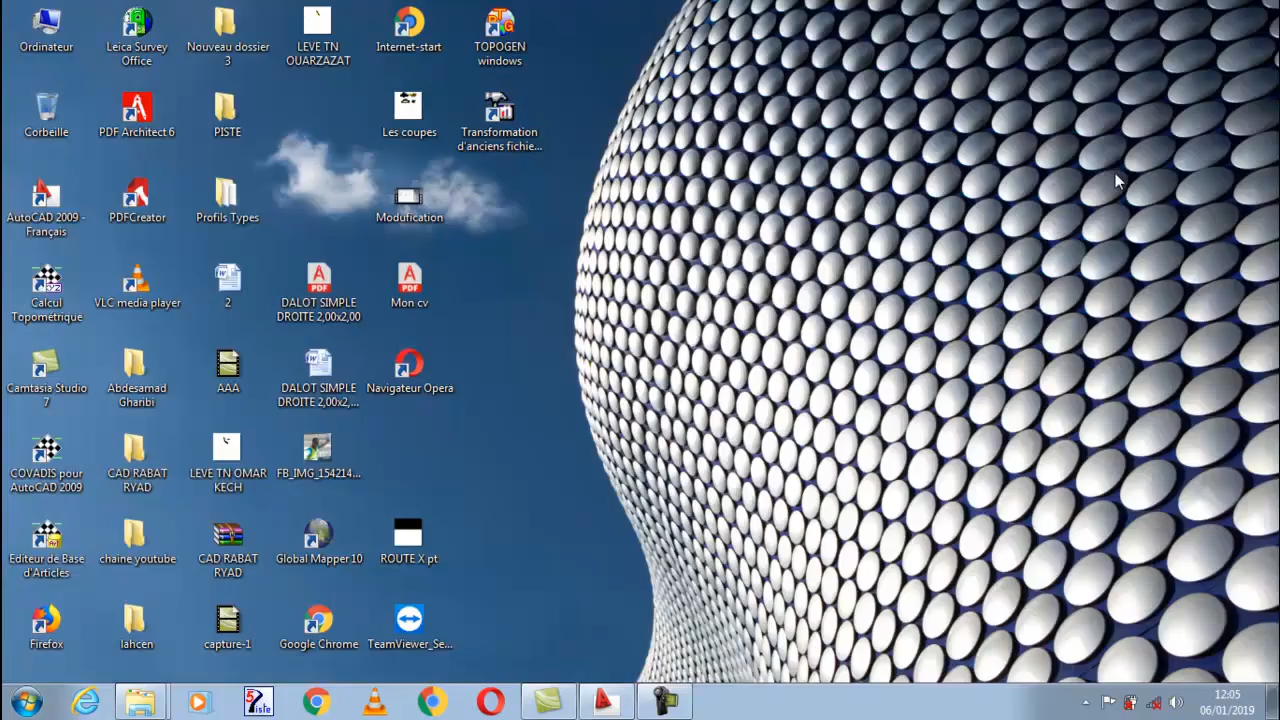 Ordinateur
Leica Survey
Office
Nouveau dossier
3
LEVE TN
OUARZAZAT
Internet-start
TOPOGEN
windows
Corbeille
PDF Architect 6
PISTE
Les coupes
Transformation
d'anciens fichie...
AutoCAD 2009 -
Français
PDFCreator
Profils Types
Modufication
Calcul
Topométrique
VLC media player
2
DALOT SIMPLE
DROITE 2,00x2,00
Mon cv
Camtasia Studio
7
Abdesamad
Gharibi
AAA
DALOT SIMPLE
DROITE 2,00x2,...
Navigateur Opera
COVADIS pour
AutoCAD 2009
CAD RABAT
RYAD
LEVE TN OMAR
KECH
FB_IMG_154214...
Editeur de Base
d'Articles
chaine youtube
CAD RABAT
RYAD
Global Mapper10
ROUTE X pt
Firefox
lahcen
capture-1
Google Chrome
TeamViewer_Se...
12:05
06/01/2019